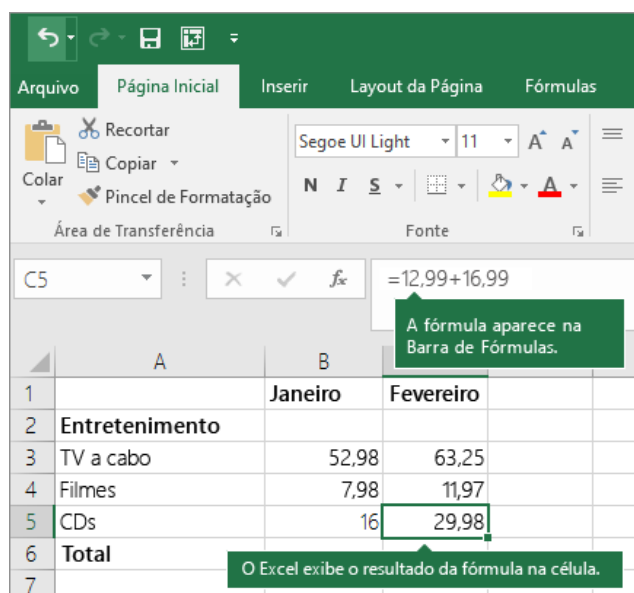 Arquivo Página Inicial Inserir Layout da Página Fórmulas
Recortar
Copiar
Colar
Pincel de Formatação
Segoe UI Light 11 A A
N I S A
Área de Transferência Fonte
C5 fx =12,99+16,99
A fórmula aparece na
Barra de Fórmulas.
A B
1 Janeiro Fevereiro
2 Entretenimento
3 TV a cabo 52,98 63,25
4 Filmes 7,98 11,97
5 CDs 16 29,98
6 Total
O Excel exibe o resultado da fórmula na célula.
7